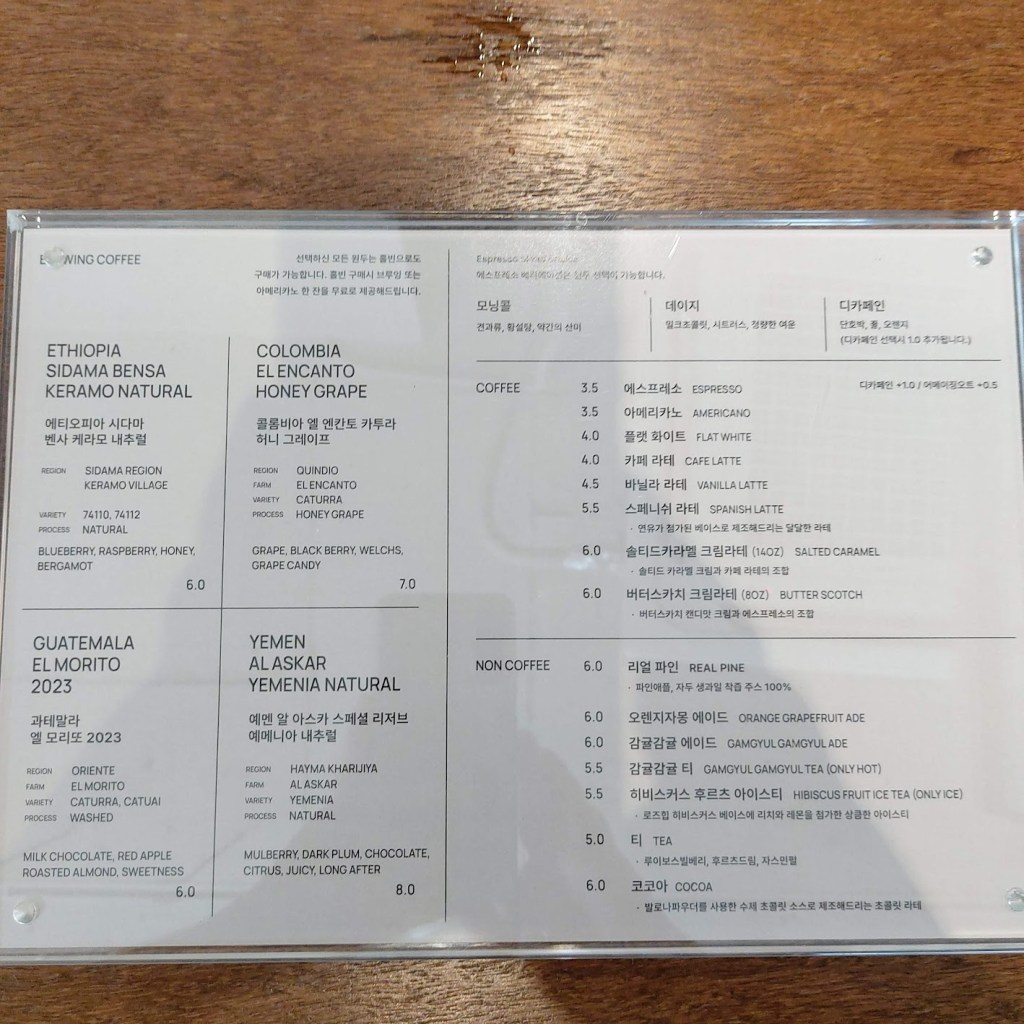 BREWING COFFEE
선택하신 모든 원두는 홀빈으로도
구매가 가능합니다. 홀빈 구매시 브루잉 또는
아메리카노 한 잔을 무료로 제공해드립니다.
ETHIOPIA
SIDAMA BENSA
KERAMO NATURAL
에티오피아 시다마
벤사 케라모 내추럴
REGION SIDAMA REGION
KERAMO VILLAGE
VARIETY 74110, 74112
PROCESS NATURAL
BLUEBERRY, RASPBERRY, HONEY,
BERGAMOT
6.0
COLOMBIA
EL ENCANTO
HONEY GRAPE
콜롬비아 엘 엔칸토 카투라
허니 그레이프
REGION QUINDIO
FARM EL ENCANTO
VARIETY CATURRA
PROCESS HONEY GRAPE
GRAPE, BLACK BERRY, WELCHS,
GRAPE CANDY
7.0
GUATEMALA
EL MORITO
2023
과테말라
엘 모리또 2023
REGION ORIENTE
FARM EL MORITO
VARIETY CATURRA, CATUAI
PROCESS WASHED
MILK CHOCOLATE, RED APPLE
ROASTED ALMOND, SWEETNESS
6.0
YEMEN
AL ASKAR
YEMENIA NATURAL
예멘 알 아스카 스페셜 리저브
예메니아 내추럴
REGION HAYMA KHARIJIYA
FARM AL ASKAR
VARIETY YEMENIA
PROCESS NATURAL
MULBERRY, DARK PLUM, CHOCOLATE,
CITRUS, JUICY, LONG AFTER
8.0
Espresso
에스프레소 베리에이션은 원두 선택이 가능합니다.
모닝콜
견과류, 황설탕, 약간의 산미
데이지
밀크초콜릿, 시트러스, 청량한 여운
디카페인
단호박, 꿀, 오렌지
(디카페인 선택시 1.0 추가됩니다.)
COFFEE 3.5 에스프레소 ESPRESSO 디카페인 +1.0 / 어메이징오트 +0.5
3.5 아메리카노 AMERICANO
4.0 플랫 화이트 FLAT WHITE
4.0 카페 라테 CAFE LATTE
4.5 바닐라 라테 VANILLA LATTE
5.5 스페니쉬 라테 SPANISH LATTE
· 연유가 첨가된 베이스로 제조해드리는 달달한 라테
6.0 솔티드카라멜 크림라테 (14OZ) SALTED CARAMEL
· 솔티드 카라멜 크림과 카페 라테의 조합
6.0 버터스카치 크림라테 (8OZ) BUTTER SCOTCH
· 버터스카치 캔디맛 크림과 에스프레소의 조합
NON COFFEE 6.0 리얼 파인 REAL PINE
· 파인애플, 자두 생과일 착즙 주스 100%
6.0 오렌지자몽 에이드 ORANGE GRAPEFRUIT ADE
6.0 감귤감귤 에이드 GAMGYUL GAMGYUL ADE
5.5 감귤감귤 티 GAMGYUL GAMGYUL TEA (ONLY HOT)
5.5 히비스커스 후르츠 아이스티 HIBISCUS FRUIT ICE TEA (ONLY ICE)
· 로즈힙 히비스커스 베이스에 리치와 레몬을 첨가한 상큼한 아이스티
5.0 티 TEA
· 루이보스빌베리, 후르츠드림, 자스민펄
6.0 코코아 COCOA
· 발로나파우더를 사용한 수제 초콜릿 소스로 제조해드리는 초콜릿 라테